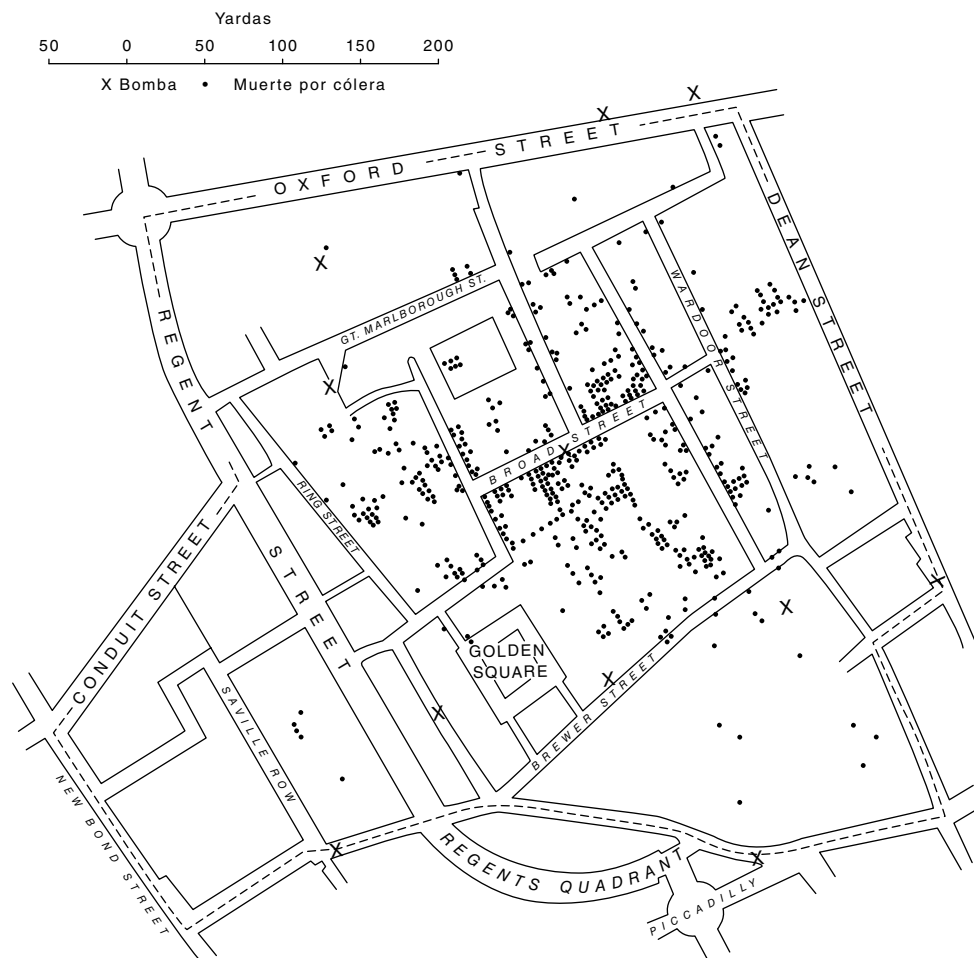 Yardas
50 0 50 100 150 200
X Bomba • Muerte por cólera
OXFORD STREET
DEAN STREET
REGENT STREET
GT. MARLBOROUGH ST.
WARDOOR STREET
BROAD STREET
RING STREET
CONDUIT STREET
GOLDEN
SQUARE
BREWER STREET
SAVILLE ROW
NEW BOND STREET
REGENTS QUADRANT
PICCADILLY